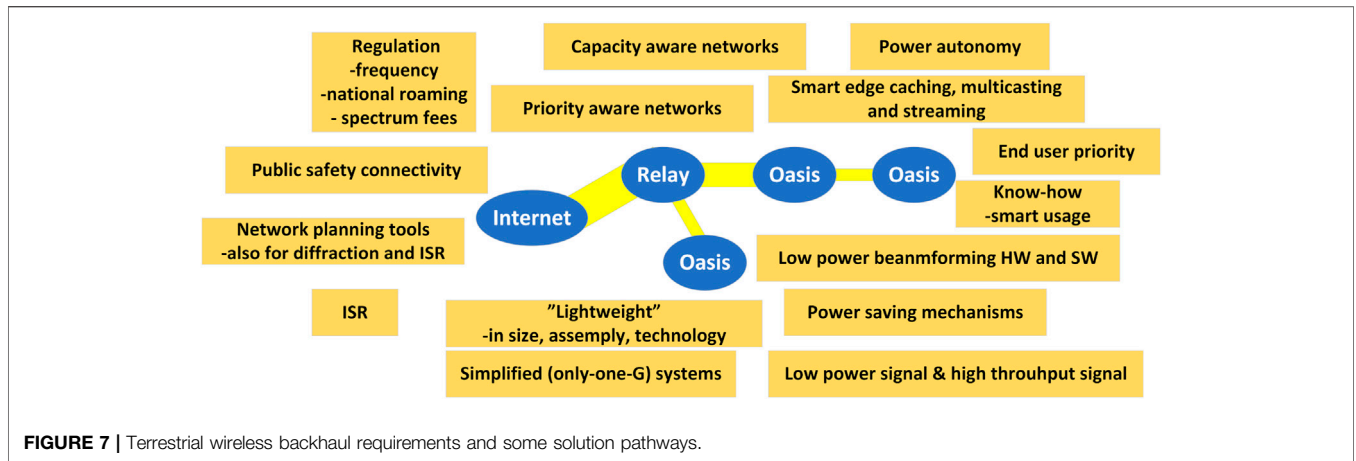 Regulation
-frequency
-national roaming
- spectrum fees
Capacity aware networks
Power autonomy
Priority aware networks
Smart edge caching, multicasting
and streaming
Public safety connectivity
Relay
Oasis
Oasis
End user priority
Internet
Know-how
-smart usage
Network planning tools
-also for diffraction and ISR
Oasis
Low power beanmforming HW and SW
ISR
”Lightweight”
-in size, assemply, technology
Power saving mechanisms
Simplified (only-one-G) systems
Low power signal & high throuhput signal
FIGURE 7 | Terrestrial wireless backhaul requirements and some solution pathways.